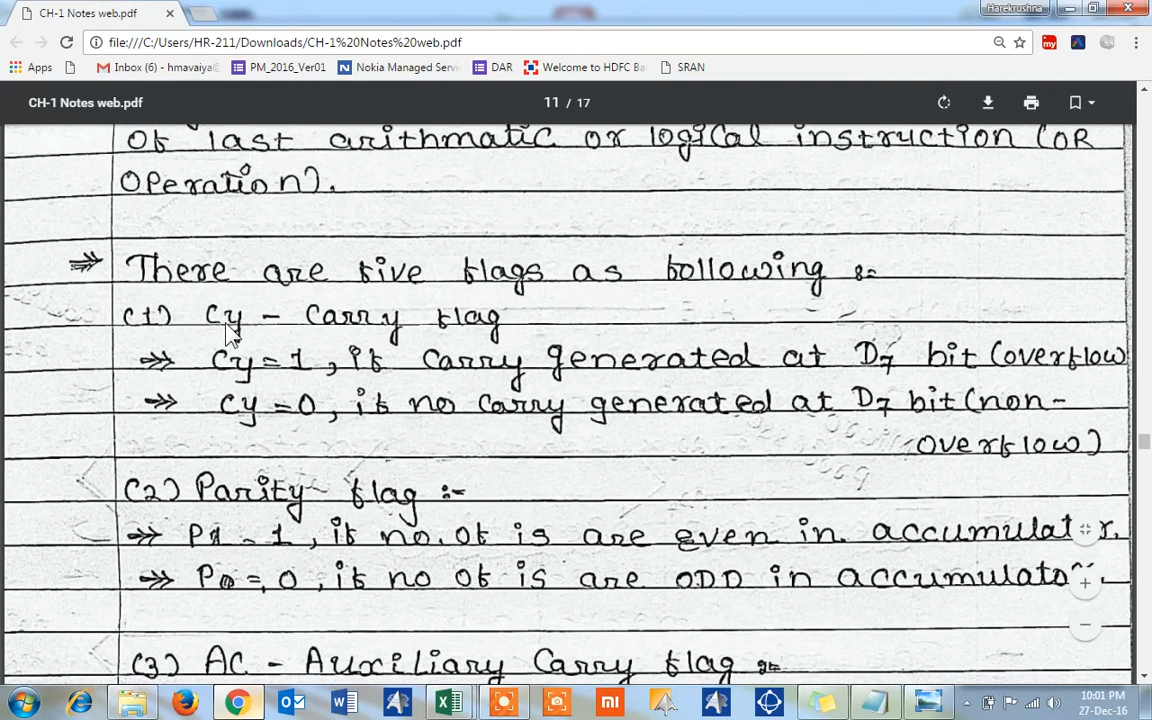 CH-1 Notes web.pdf
Harekrushna
file:///C:/Users/HR-211/Downloads/CH-1%20Notes%20web.pdf
Apps
Inbox (6) - hmavaiya
PM_2016_Ver01
Nokia Managed Servi
DAR
Welcome to HDFC Ba
SRAN
CH-1 Notes web.pdf
11 / 17
Of last arithmatic or logical instruction (OR
Operation).
There are five flags as following :-
(1) Cy - Carry flag
Cy = 1, if carry generated at D7 bit (overflow
Cy = 0, if no carry generated at D7 bit (non-
overflow)
(2) Parity flag :-
= 1, if no. of 1s are even in accumulator.
= 0, if no of 1s are ODD in accumulator.
(3) AC - Auxiliary Carry flag :-
10:01 PM
27-Dec-16